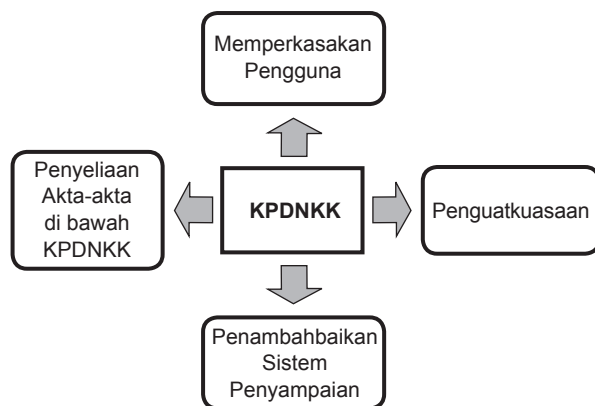 Memperkasakan
Pengguna
Penyeliaan
Akta-akta
di bawah
KPDNKK
KPDNKK
Penguatkuasaan
Penambahbaikan
Sistem
Penyampaian